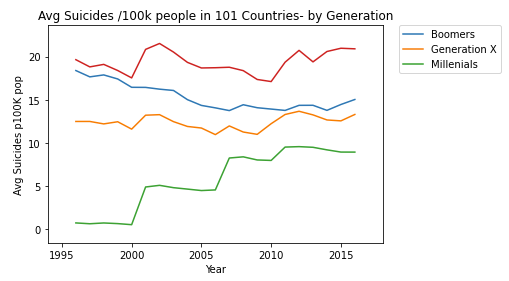 Avg Suicides /100k people in 101 Countries- by Generation
Boomers
Generation X
Millenials
Avg Suicides p100K pop
20
15
10
5
0
1995
2000
2005
2010
2015
Year